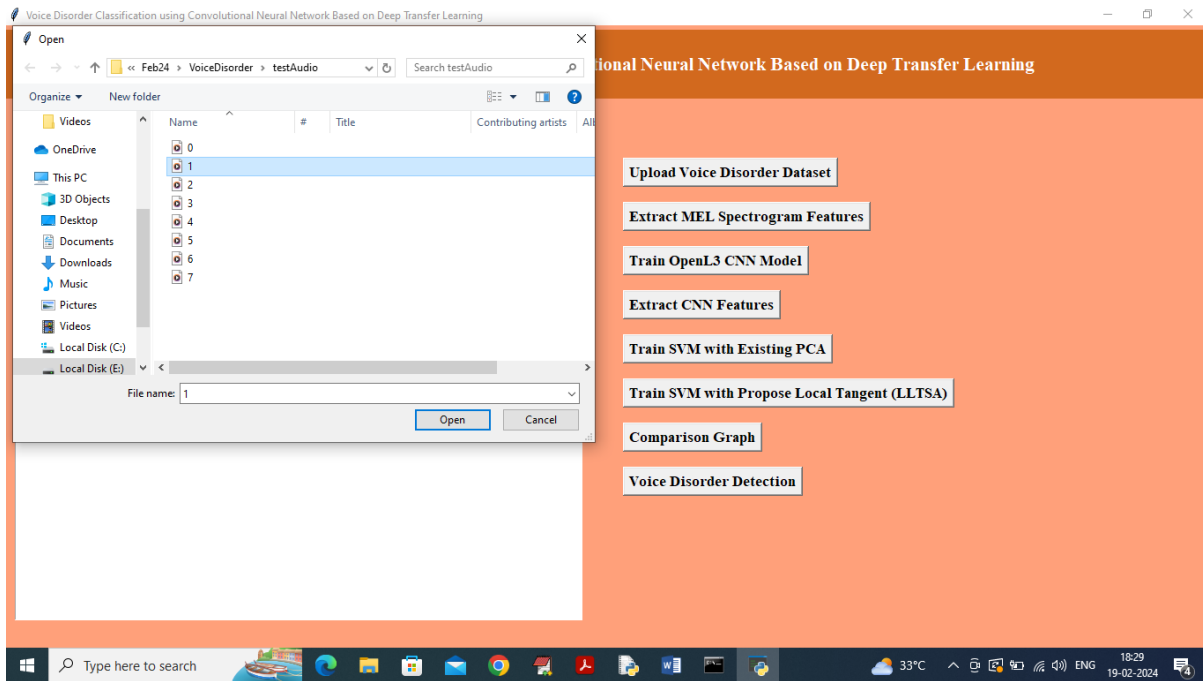 Voice Disorder Classification using Convolutional Neural Network Based on Deep Transfer Learning
Open
« Feb24 > VoiceDisorder > testAudio
Search testAudio
tional Neural Network Based on Deep Transfer Learning
Organize
New folder
Videos
OneDrive
This PC
3D Objects
Desktop
Documents
Downloads
Music
Pictures
Videos
Local Disk (C:)
Local Disk (E:)
Name # Title Contributing artists Alb
0
1
2
3
4
5
6
7
File name: 1
Open
Cancel
Upload Voice Disorder Dataset
Extract MEL Spectrogram Features
Train OpenL3 CNN Model
Extract CNN Features
Train SVM with Existing PCA
Train SVM with Propose Local Tangent (LLTSA)
Comparison Graph
Voice Disorder Detection
Type here to search
33°C
ENG
18:29
19-02-2024
4